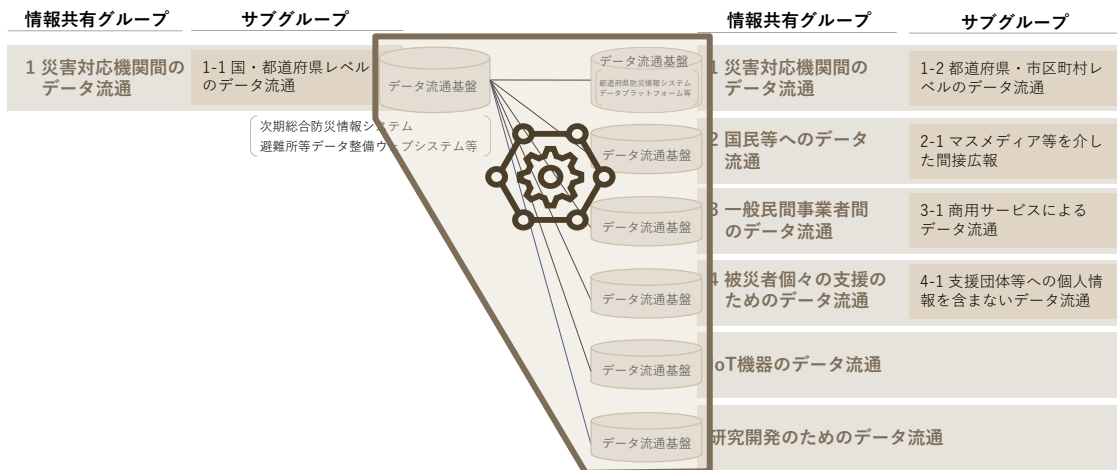 情報共有グループ
サブグループ
情報共有グループ
サブグループ
1 災害対応機関間の
データ流通
1-1 国・都道府県レベル
のデータ流通
データ流通基盤
次期総合防災情報システム
避難所等データ整備ウェブシステム等
データ流通基盤
都道府県防災情報システム
データプラットフォーム等
1 災害対応機関間の
データ流通
1-2 都道府県・市区町村レ
ベルのデータ流通
データ流通基盤
2 国民等へのデータ
流通
2-1 マスメディア等を介し
た間接広報
データ流通基盤
3 一般民間事業者間
のデータ流通
3-1 商用サービスによる
データ流通
データ流通基盤
4 被災者個々の支援の
ためのデータ流通
4-1 支援団体等への個人情
報を含まないデータ流通
データ流通基盤
oT機器のデータ流通
データ流通基盤
研究開発のためのデータ流通